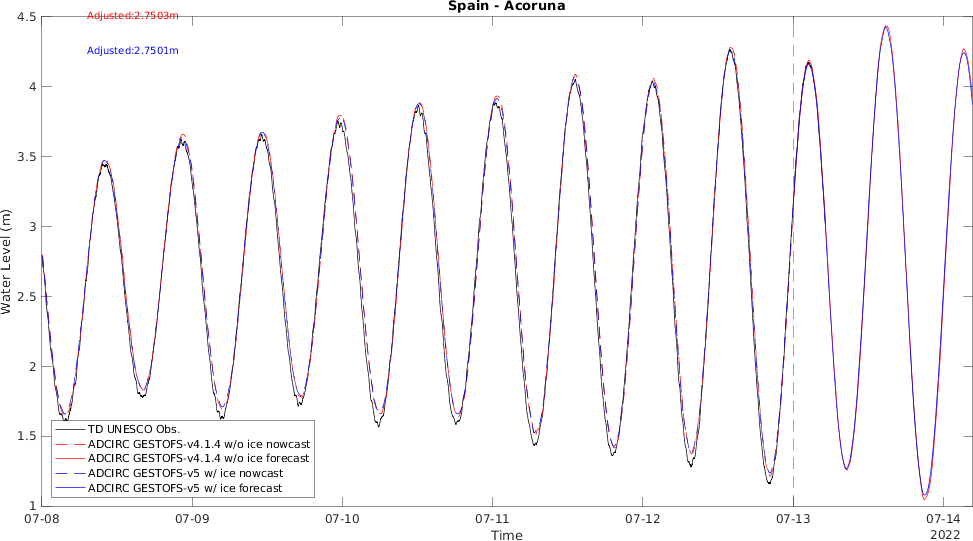 Spain - Acoruna
Adjusted:2.7503m
Adjusted:2.7501m
4.5
4
3.5
3
2.5
2
1.5
1
Water Level (m)
TD UNESCO Obs.
ADCIRC GESTOFS-v4.1.4 w/o ice nowcast
ADCIRC GESTOFS-v4.1.4 w/o ice forecast
ADCIRC GESTOFS-v5 w/ ice nowcast
ADCIRC GESTOFS-v5 w/ ice forecast
07-08 07-09 07-10 07-11 07-12 07-13 07-14
2022
Time